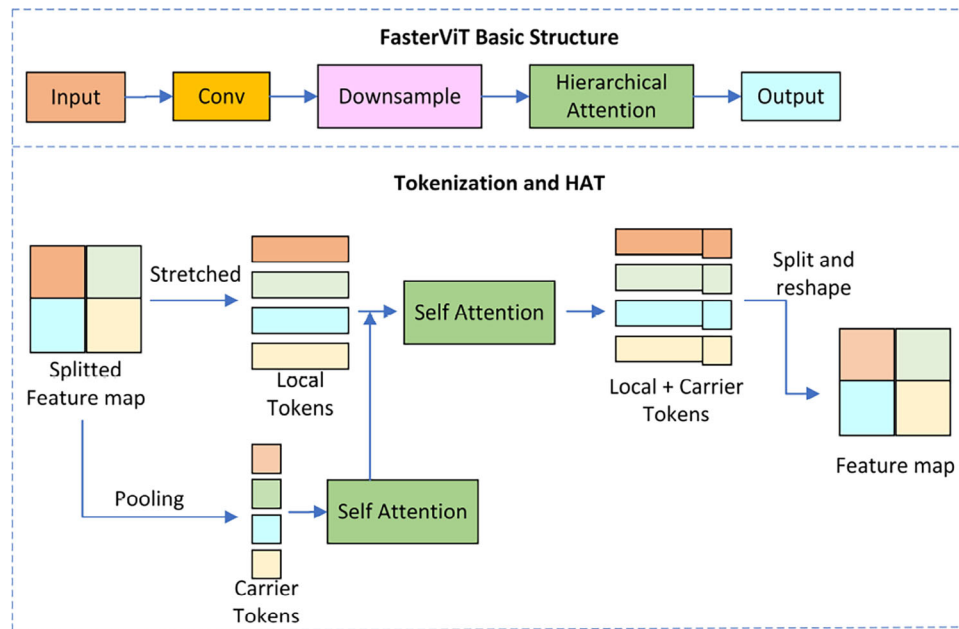 FasterViT Basic Structure
Input
Conv
Downsample
Hierarchical
Attention
Output
Tokenization and HAT
Stretched
Splitted
Feature map
Local
Tokens
Self Attention
Local + Carrier
Tokens
Split and
reshape
Feature map
Pooling
Carrier
Tokens
Self Attention